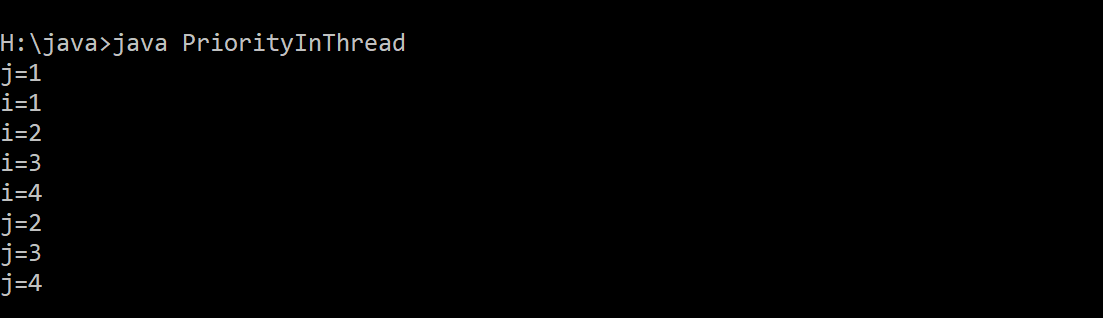 H:\java>java PriorityInThread
j=1
i=1
i=2
i=3
i=4
j=2
j=3
j=4